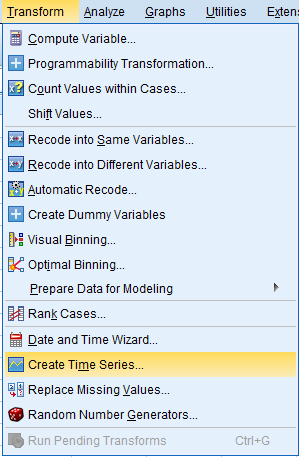 Transform Analyze Graphs Utilities
Compute Variable...
Programmability Transformation...
Count Values within Cases...
Shift Values...
Recode into Same Variables...
Recode into Different Variables...
Automatic Recode...
Create Dummy Variables
Visual Binning...
Optimal Binning...
Prepare Data for Modeling
Rank Cases...
Date and Time Wizard...
Create Time Series...
Replace Missing Values...
Random Number Generators...
Run Pending Transforms Ctrl+G